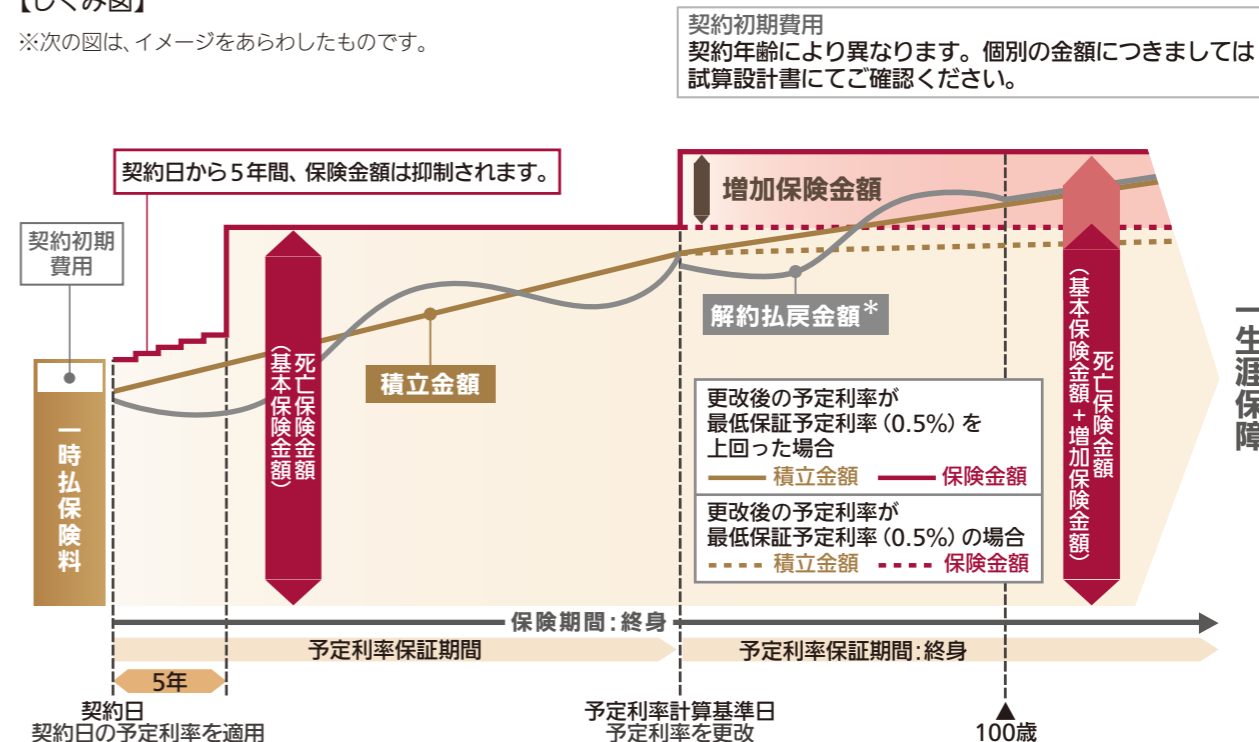 【しくみ図】
※次の図は、イメージをあらわしたものです。
契約初期費用
契約年齢により異なります。個別の金額につきましては
試算設計書にてご確認ください。
契約日から5年間、保険金額は抑制されます。
増加保険金額
契約初期
費用
解約払戻金額*
積立金額
死亡保険金額
(基本保険金額)
一時払保険料
更改後の予定利率が
最低保証予定利率(0.5%)を
上回った場合
積立金額 保険金額
更改後の予定利率が
最低保証予定利率(0.5%)の場合
積立金額 保険金額
死亡保険金額
(基本保険金額+増加保険金額)
一生涯保障
保険期間:終身
予定利率保証期間
予定利率保証期間:終身
5年
契約日
契約日の予定利率を適用
予定利率計算基準日
予定利率を更改
▲
100歳